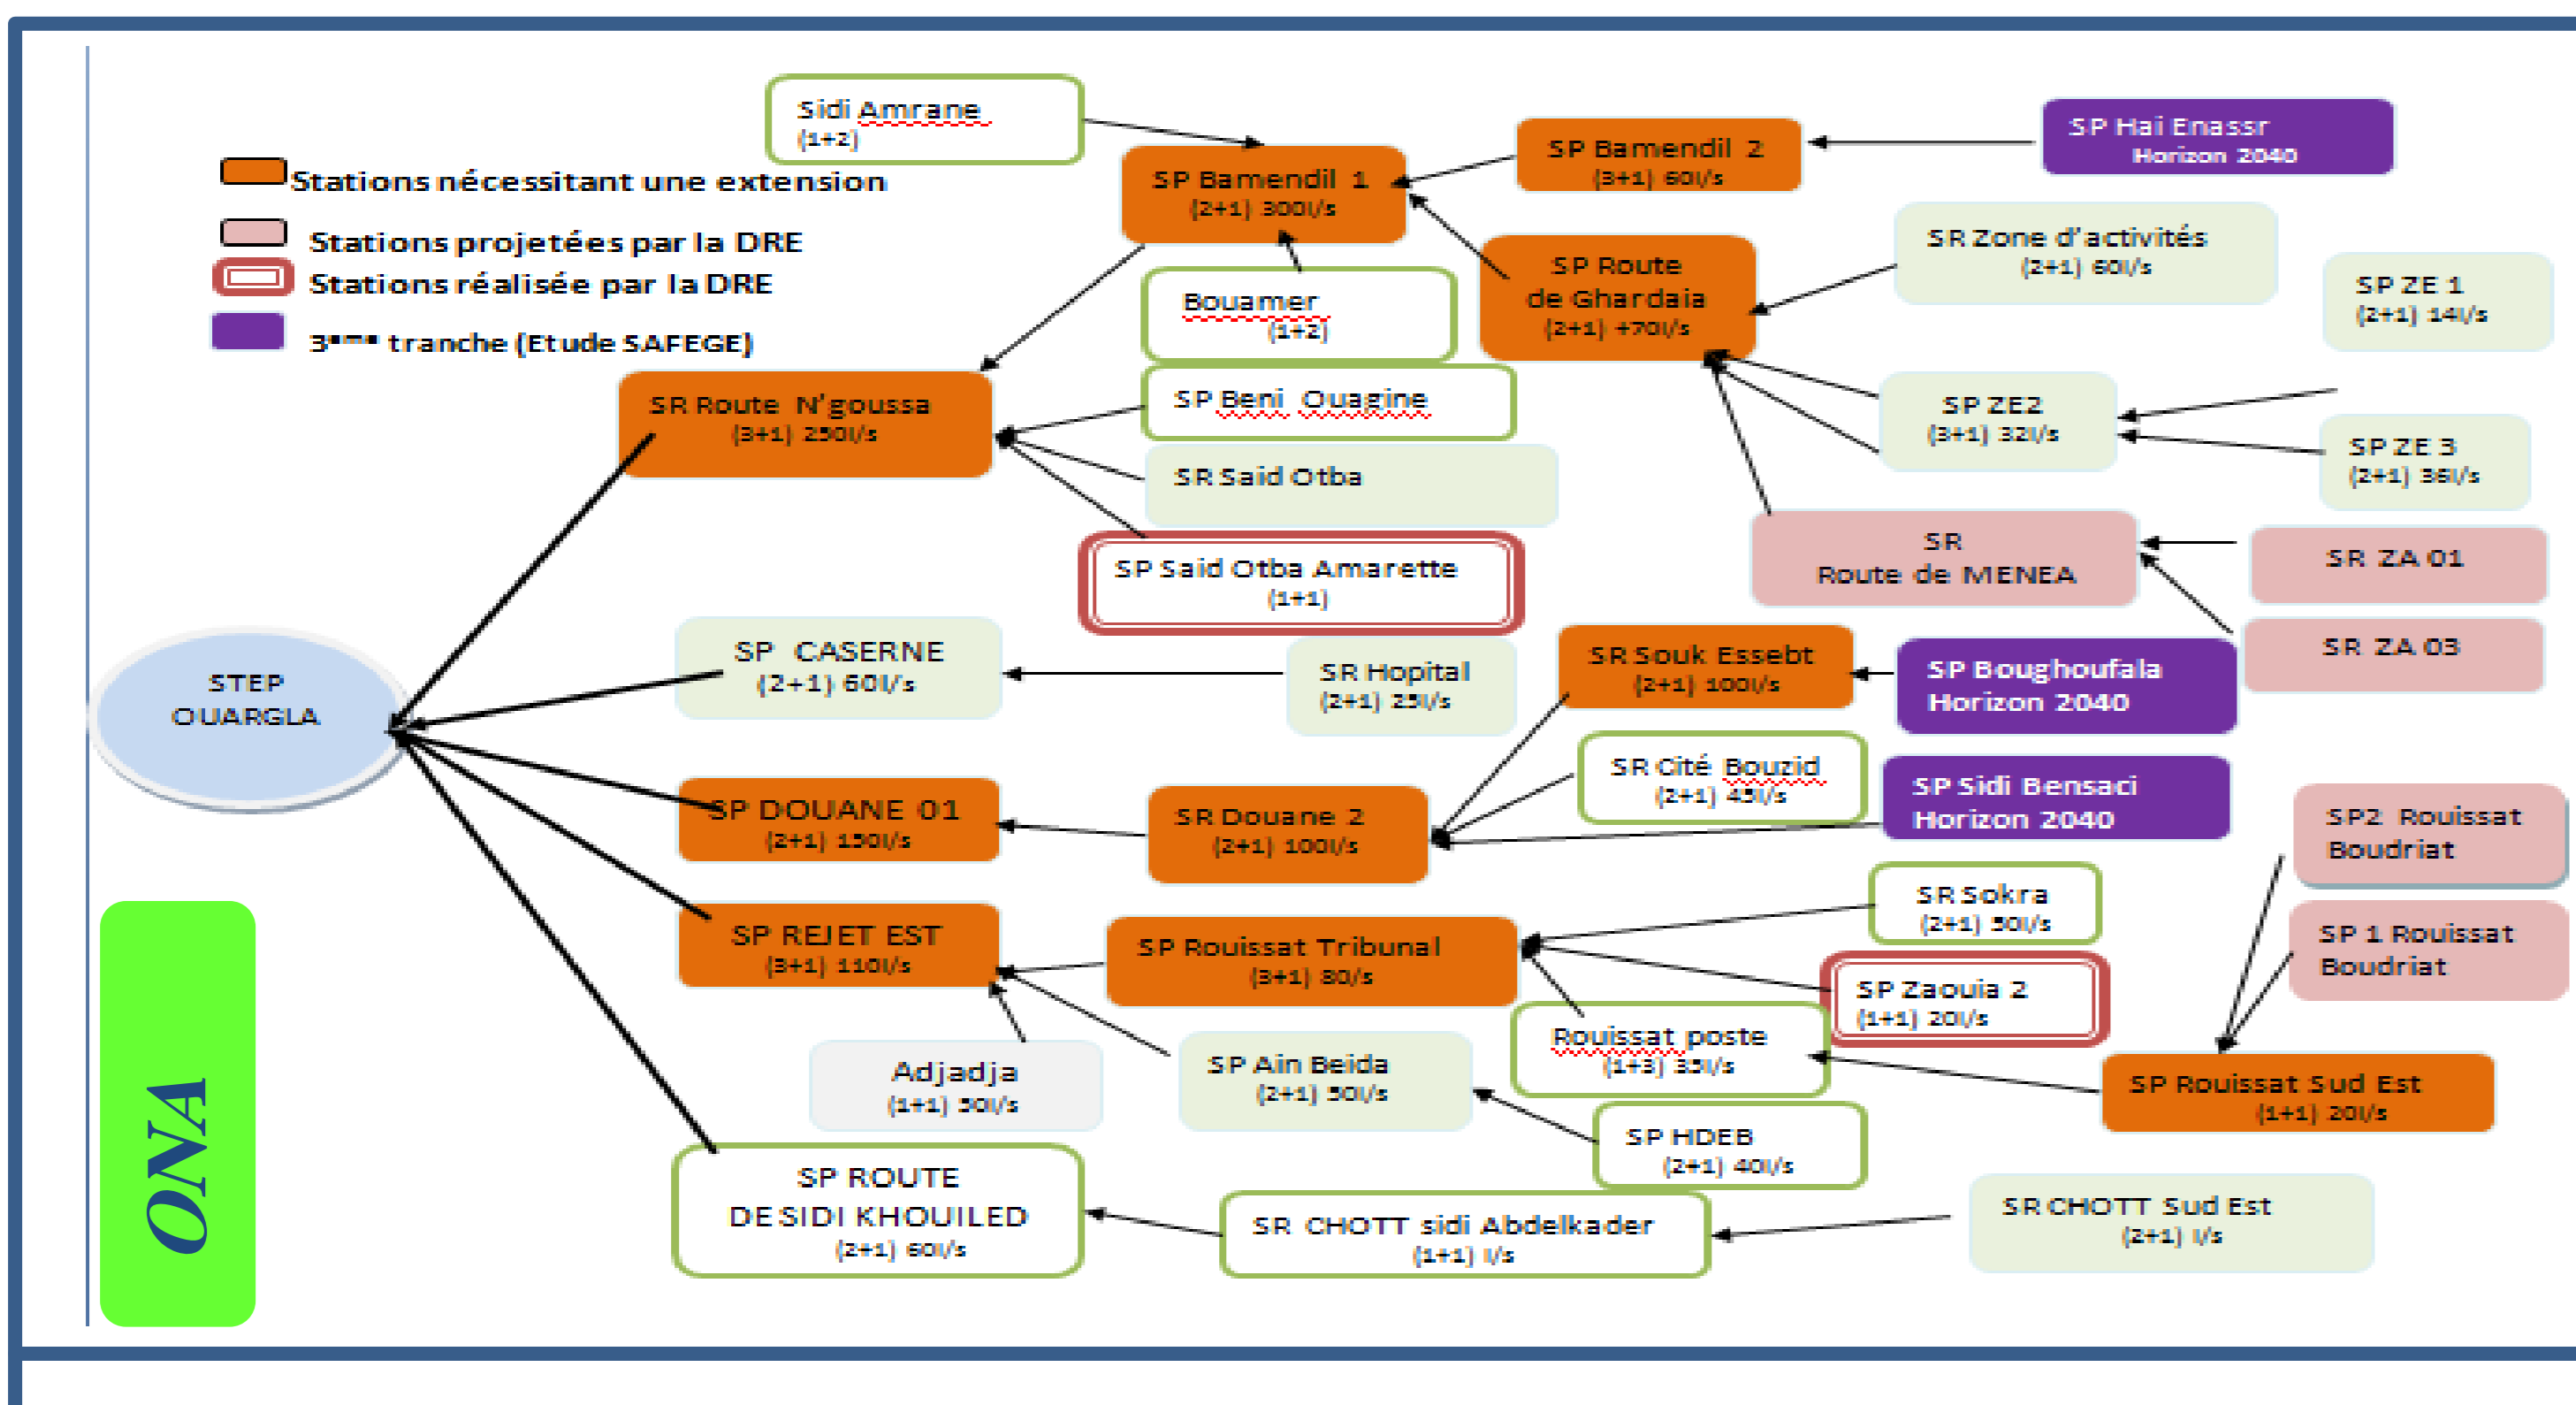 Sidi Amrane
(1+2)
Stations nécessitant une extension
Stations projetées par la DRE
Stations réalisée par la DRE
3ème tranche (Etude SAFEGE)
SP Bamendil 1
(2+1) 300l/s
SP Bamendil 2
(3+1) 60l/s
SP Hai Enassr
Horizon 2040
Bouamer
(1+2)
SP Route
de Ghardaia
(2+1) +70l/s
SR Zone d'activités
(2+1) 60l/s
SP ZE 1
(2+1) 14l/s
SR Route N'goussa
(3+1) 250l/s
SP Beni Ouagine
SR Said Otba
SP Said Otba Amarette
(1+1)
SP ZE2
(3+1) 32l/s
SP ZE 3
(2+1) 36l/s
SR
Route de MENEA
SR ZA 01
SR ZA 03
STEP
OUARGLA
SP CASERNE
(2+1) 60l/s
SR Hopital
(2+1) 25l/s
SR Souk Essebt
(2+1) 100l/s
SP Boughoufala
Horizon 2040
SR Cité Bouzid
(2+1) 45l/s
SP Sidi Bensaci
Horizon 2040
SP DOUANE 01
(2+1) 150l/s
SR Douane 2
(2+1) 100l/s
SP2 Rouissat
Boudriat
SP REJET EST
(3+1) 110l/s
SP Rouissat Tribunal
(3+1) 80/s
SR Sokra
(2+1) 50l/s
SP Zaouia 2
(1+1) 20l/s
SP 1 Rouissat
Boudriat
Adjadja
(1+1) 50l/s
SP Ain Beida
(2+1) 50l/s
Rouissat poste
(1+3) 35l/s
SP Rouissat Sud Est
(1+1) 20l/s
SP HDEB
(2+1) 40l/s
SP ROUTE
DE SIDI KHOUILED
(2+1) 60l/s
SR CHOTT sidi Abdelkader
(1+1) l/s
SR CHOTT Sud Est
(2+1) l/s
ONA